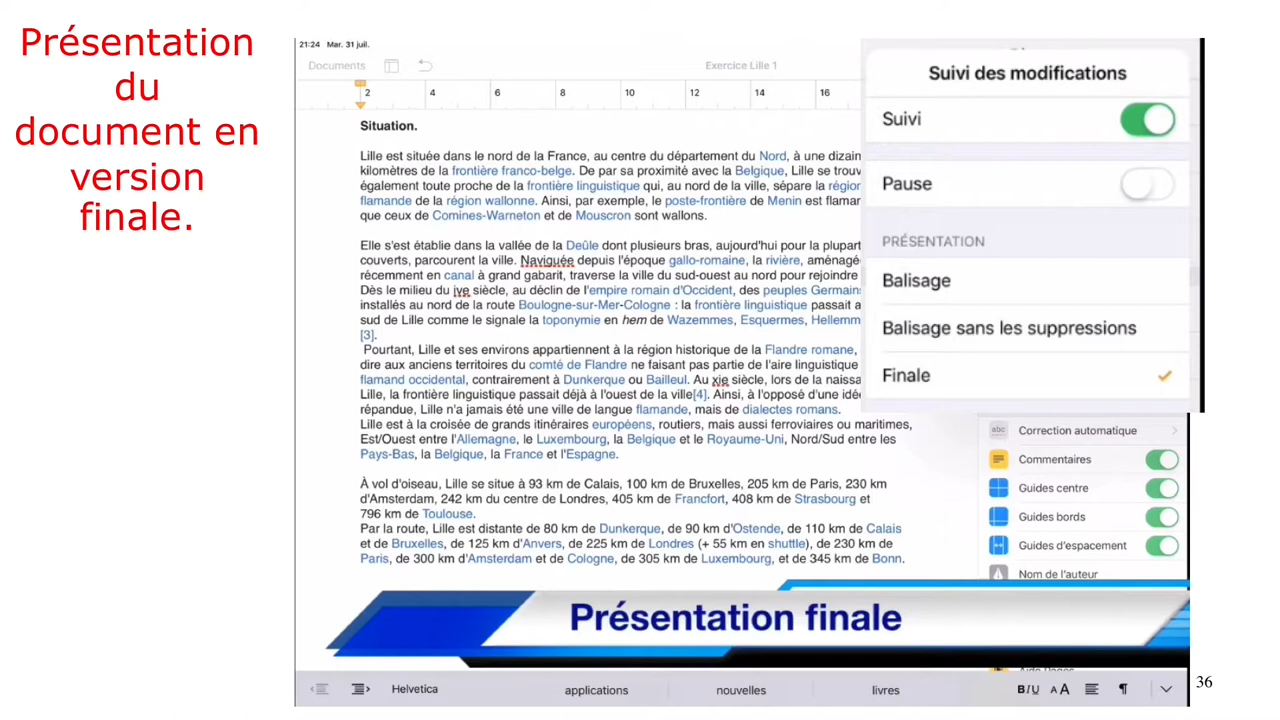 Présentation
du
document en
version
finale.
21:24 Mar. 31 juil.
Documents
Exercice Lille 1
2 4 6 8 10 12 14 16
Situation.
Lille est située dans le nord de la France, au centre du département du Nord, à une dizain
kilomètres de la frontière franco-belge. De par sa proximité avec la Belgique, Lille se trouv
également toute proche de la frontière linguistique qui, au nord de la ville, sépare la région
flamande de la région wallonne. Ainsi, par exemple, le poste-frontière de Menin est flamar
que ceux de Comines-Warneton et de Mouscron sont wallons.
Elle s'est établie dans la vallée de la Deûle dont plusieurs bras, aujourd'hui pour la plupart
couverts, parcourent la ville. Naviguée depuis l'époque gallo-romaine, la rivière, aménagé
récemment en canal à grand gabarit, traverse la ville du sud-ouest au nord pour rejoindre
Dès le milieu du ive siècle, au déclin de l'empire romain d'Occident, des peuples Germains
installés au nord de la route Boulogne-sur-Mer-Cologne : la frontière linguistique passait a
sud de Lille comme le signale la toponymie en hem de Wazemmes, Esquermes, Hellemm
[3].
Pourtant, Lille et ses environs appartiennent à la région historique de la Flandre romane,
dire aux anciens territoires du comté de Flandre ne faisant pas partie de l'aire linguistique
flamand occidental, contrairement à Dunkerque ou Bailleul. Au xie siècle, lors de la naissa
Lille, la frontière linguistique passait déjà à l'ouest de la ville[4]. Ainsi, à l'opposé d'une idé
répandue, Lille n'a jamais été une ville de langue flamande, mais de dialectes romans.
Lille est à la croisée de grands itinéraires européens, routiers, mais aussi ferroviaires ou maritimes,
Est/Ouest entre l'Allemagne, le Luxembourg, la Belgique et le Royaume-Uni, Nord/Sud entre les
Pays-Bas, la Belgique, la France et l'Espagne.
À vol d'oiseau, Lille se situe à 93 km de Calais, 100 km de Bruxelles, 205 km de Paris, 230 km
d'Amsterdam, 242 km du centre de Londres, 405 km de Francfort, 408 km de Strasbourg et
796 km de Toulouse.
Par la route, Lille est distante de 80 km de Dunkerque, de 90 km d'Ostende, de 110 km de Calais
et de Bruxelles, de 125 km d'Anvers, de 225 km de Londres (+ 55 km en shuttle), de 230 km de
Paris, de 300 km d'Amsterdam et de Cologne, de 305 km de Luxembourg, et de 345 km de Bonn.
Suivi des modifications
Suivi
Pause
PRÉSENTATION
Balisage
Balisage sans les suppressions
Finale
abc Correction automatique
Commentaires
Guides centre
Guides bords
Guides d'espacement
Nom de l'auteur
Présentation finale
Helvetica applications nouvelles livres BIU AA ¶
36